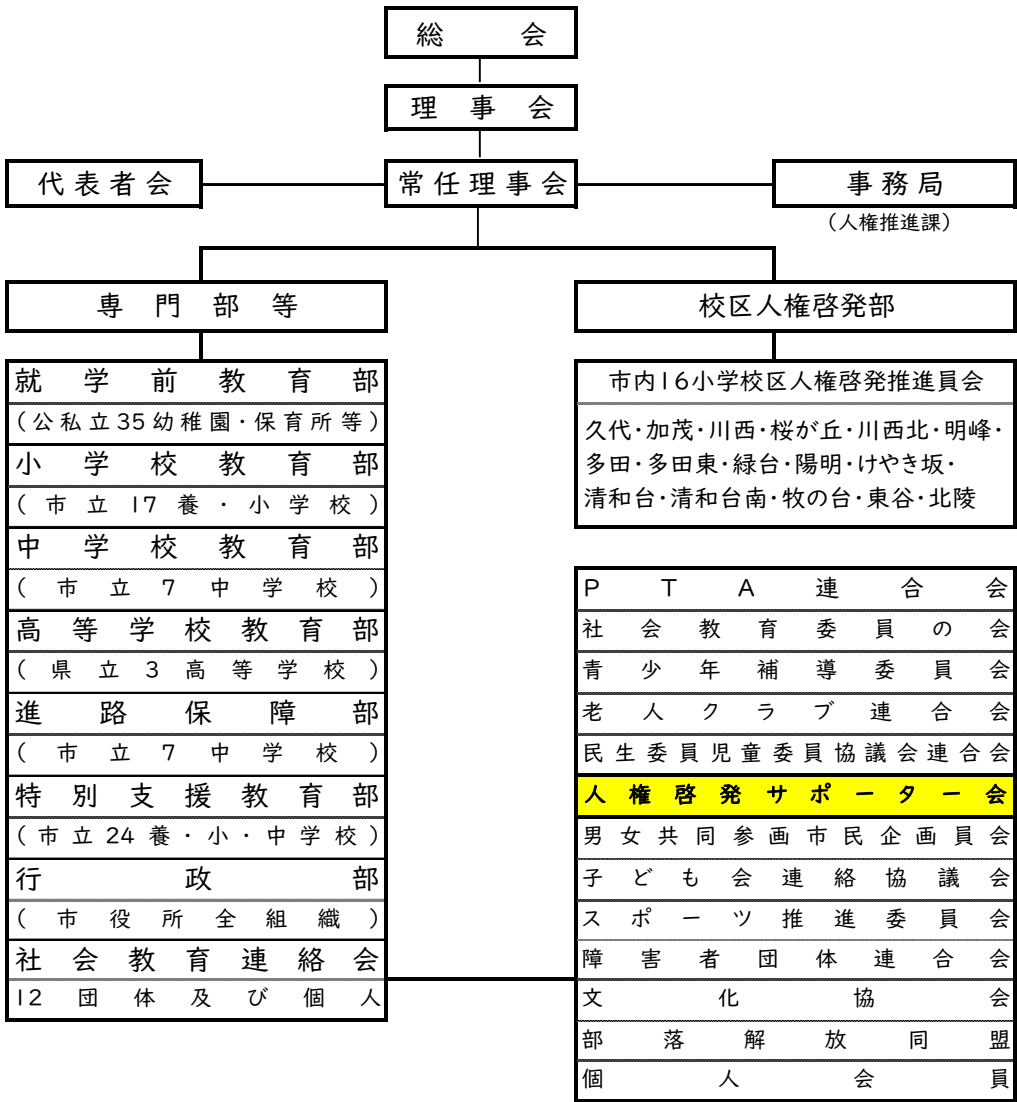 総会
理事会
代表者会
常任理事会
事務局
（人権推進課）
専門部等
校区人権啓発部
就学前教育部
（公私立35幼稚園・保育所等）
小学校教育部
（市立17養・小学校）
中学校教育部
（市立7中学校）
高等学校教育部
（県立3高等学校）
進路保障部
（市立7中学校）
特別支援教育部
（市立24養・小・中学校）
行政部
（市役所全組織）
社会教育連絡会
12団体及び個人
市内16小学校区人権啓発推進員会
久代・加茂・川西・桜が丘・川西北・明峰・
多田・多田東・緑台・陽明・けやき坂・
清和台・清和台南・牧の台・東谷・北陵
PTA連合会
社会教育委員の会
青少年補導委員会
老人クラブ連合会
民生委員児童委員協議会連合会
人権啓発サポーター会
男女共同参画市民企画員会
子ども会連絡協議会
スポーツ推進委員会
障害者団体連合会
文化協会
部落解放同盟
個人会員